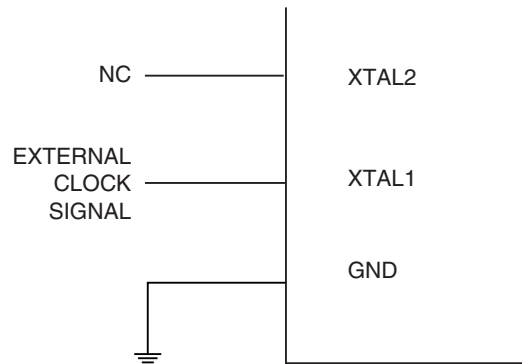 NC
XTAL2
EXTERNAL
CLOCK
SIGNAL
XTAL1
GND